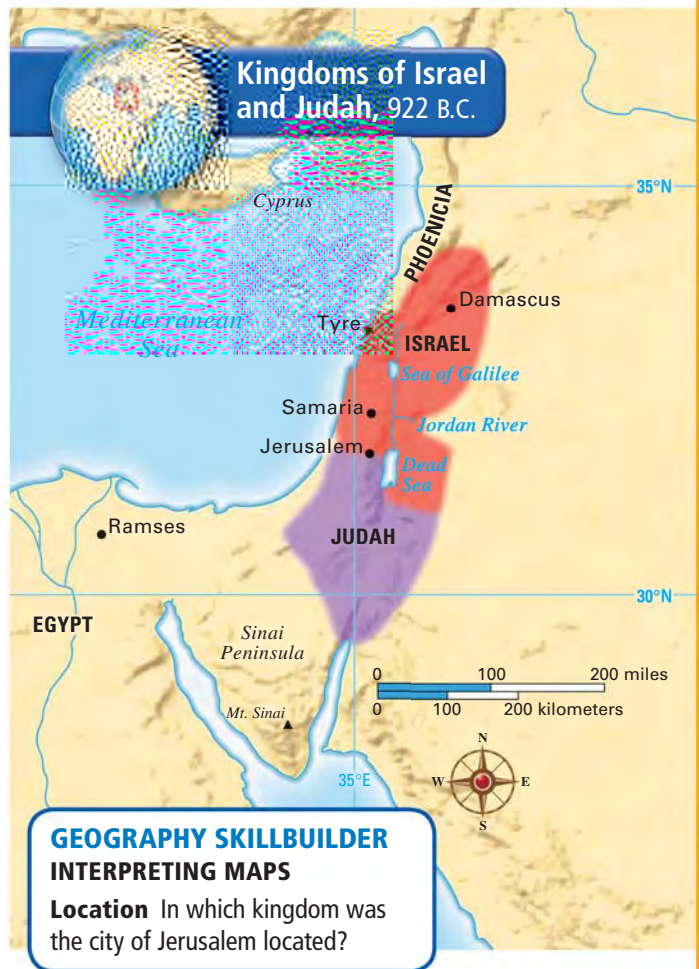 Kingdoms of Israel
and Judah, 922 B.C.
35°N
Cyprus
PHOENICIA
Damascus
Mediterranean
Sea
Tyre
ISRAEL
Sea of Galilee
Samaria
Jordan River
Jerusalem
Dead
Sea
Ramses
JUDAH
30°N
EGYPT
Sinai
Peninsula
0 100 200 miles
0 100 200 kilometers
Mt. Sinai
N
W E
S
35°E
GEOGRAPHY SKILLBUILDER
INTERPRETING MAPS
Location In which kingdom was
the city of Jerusalem located?